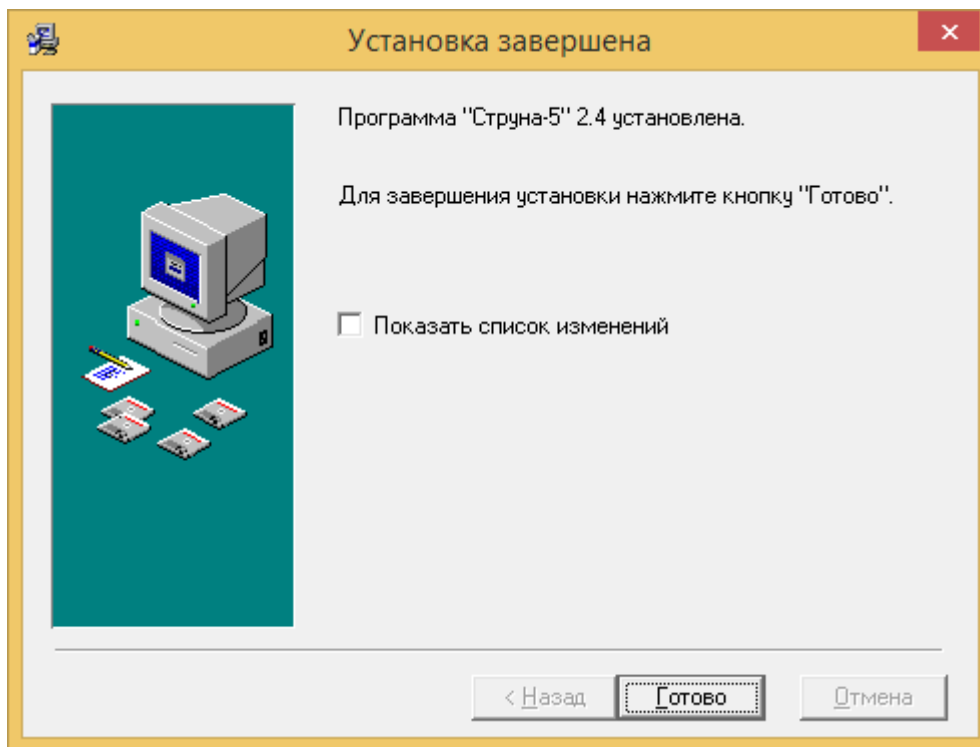 Установка завершена
Программа "Струна-5" 2.4 установлена.
Для завершения установки нажмите кнопку "Готово".
Показать список изменений
< Назад
Готово
Отмена